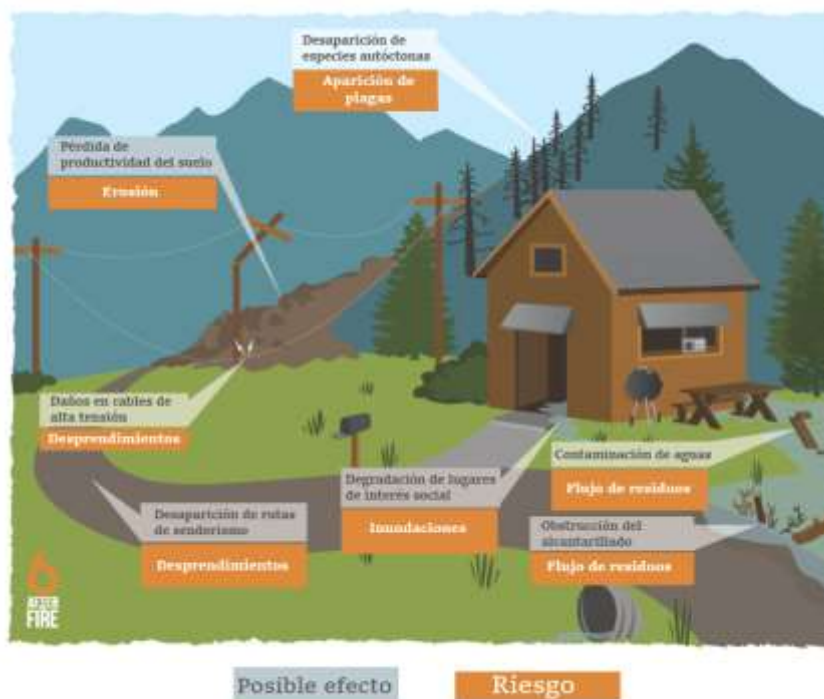 Desaparición de
especies autóctonas
Aparición de
plagas
Pérdida de
productividad del suelo
Erosión
Daños en cables de
alta tensión
Desprendimientos
Desaparición de rutas
de senderismo
Desprendimientos
Degradación de lugares
de interés social
Inundaciones
Contaminación de aguas
Flujo de residuos
Obstrucción del
alcantarillado
Flujo de residuos
AFTER
FIRE
Posible efecto
Riesgo